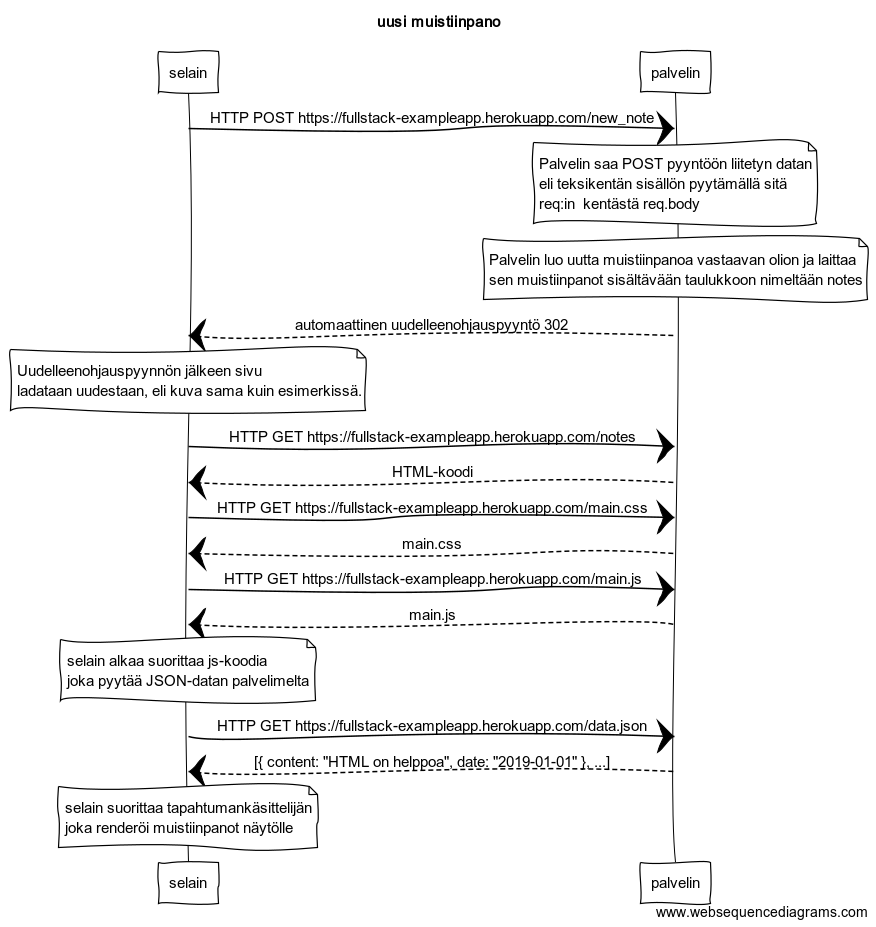 uusi muistiinpano
selain
palvelin
HTTP POST https://fullstack-exampleapp.herokuapp.com/new_note
Palvelin saa POST pyyntöön liitetyn datan
eli teksikentän sisällön pyytämällä sitä
req:in  kentästä req.body
Palvelin luo uutta muistiinpanoa vastaavan olion ja laittaa
sen muistiinpanot sisältävään taulukkoon nimeltään notes
automaattinen uudelleenohjauspyyntö 302
Uudelleenohjauspyynnön jälkeen sivu
ladataan uudestaan, eli kuva sama kuin esimerkissä.
HTTP GET https://fullstack-exampleapp.herokuapp.com/notes
HTML-koodi
HTTP GET https://fullstack-exampleapp.herokuapp.com/main.css
main.css
HTTP GET https://fullstack-exampleapp.herokuapp.com/main.js
main.js
selain alkaa suorittaa js-koodia
joka pyytää JSON-datan palvelimelta
HTTP GET https://fullstack-exampleapp.herokuapp.com/data.json
[{ content: "HTML on helppoa", date: "2019-01-01" }, ...]
selain suorittaa tapahtumankäsittelijän
joka renderöi muistiinpanot näytölle
selain
palvelin
www.websequencediagrams.com